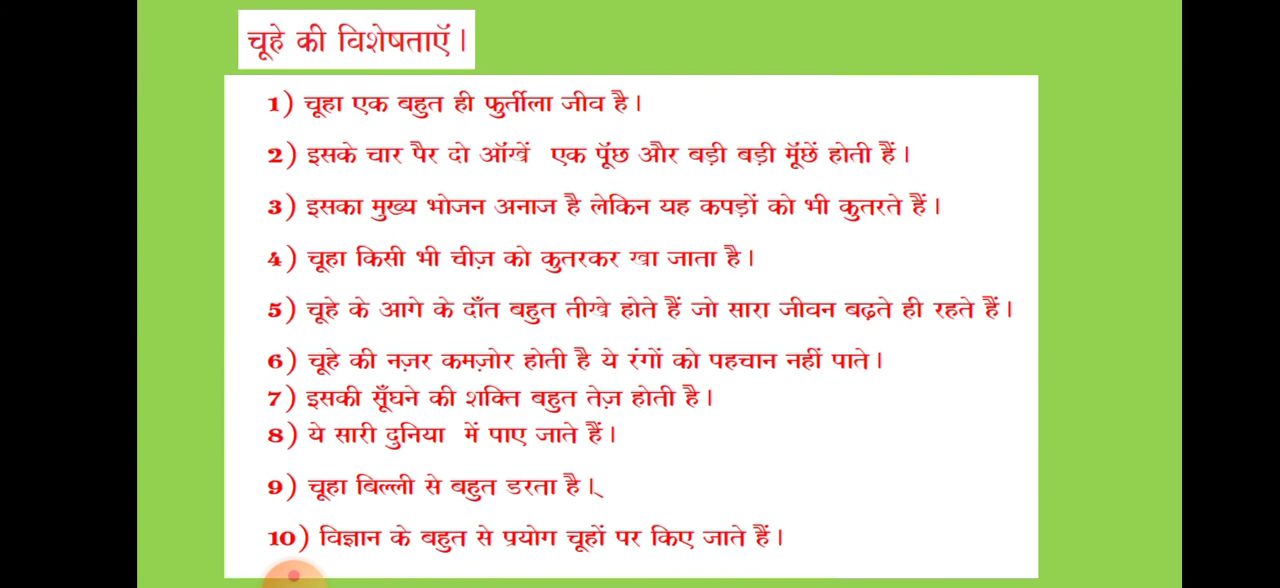 चूहे की विशेषताएॅ।
1) चूहा एक बहुत ही फुर्तीला जीव है।
2) इसके चार पैर दो ऑंखें एक पूॅंछ और बड़ी बड़ी मूॅंछें होती हैं।
3) इसका मुख्य भोजन अनाज है लेकिन यह कपड़ों को भी कुतरते हैं।
4) चूहा किसी भी चीज़ को कुतरकर खा जाता है।
5) चूहे के आगे के दाँत बहुत तीखे होते हैं जो सारा जीवन बढ़ते ही रहते हैं।
6) चूहे की नज़र कमज़ोर होती है ये रंगों को पहचान नहीं पाते।
7) इसकी सूँघने की शक्ति बहुत तेज़ होती है।
8) ये सारी दुनिया में पाए जाते हैं।
9) चूहा बिल्ली से बहुत डरता है।
10) विज्ञान के बहुत से प्रयोग चूहों पर किए जाते हैं।